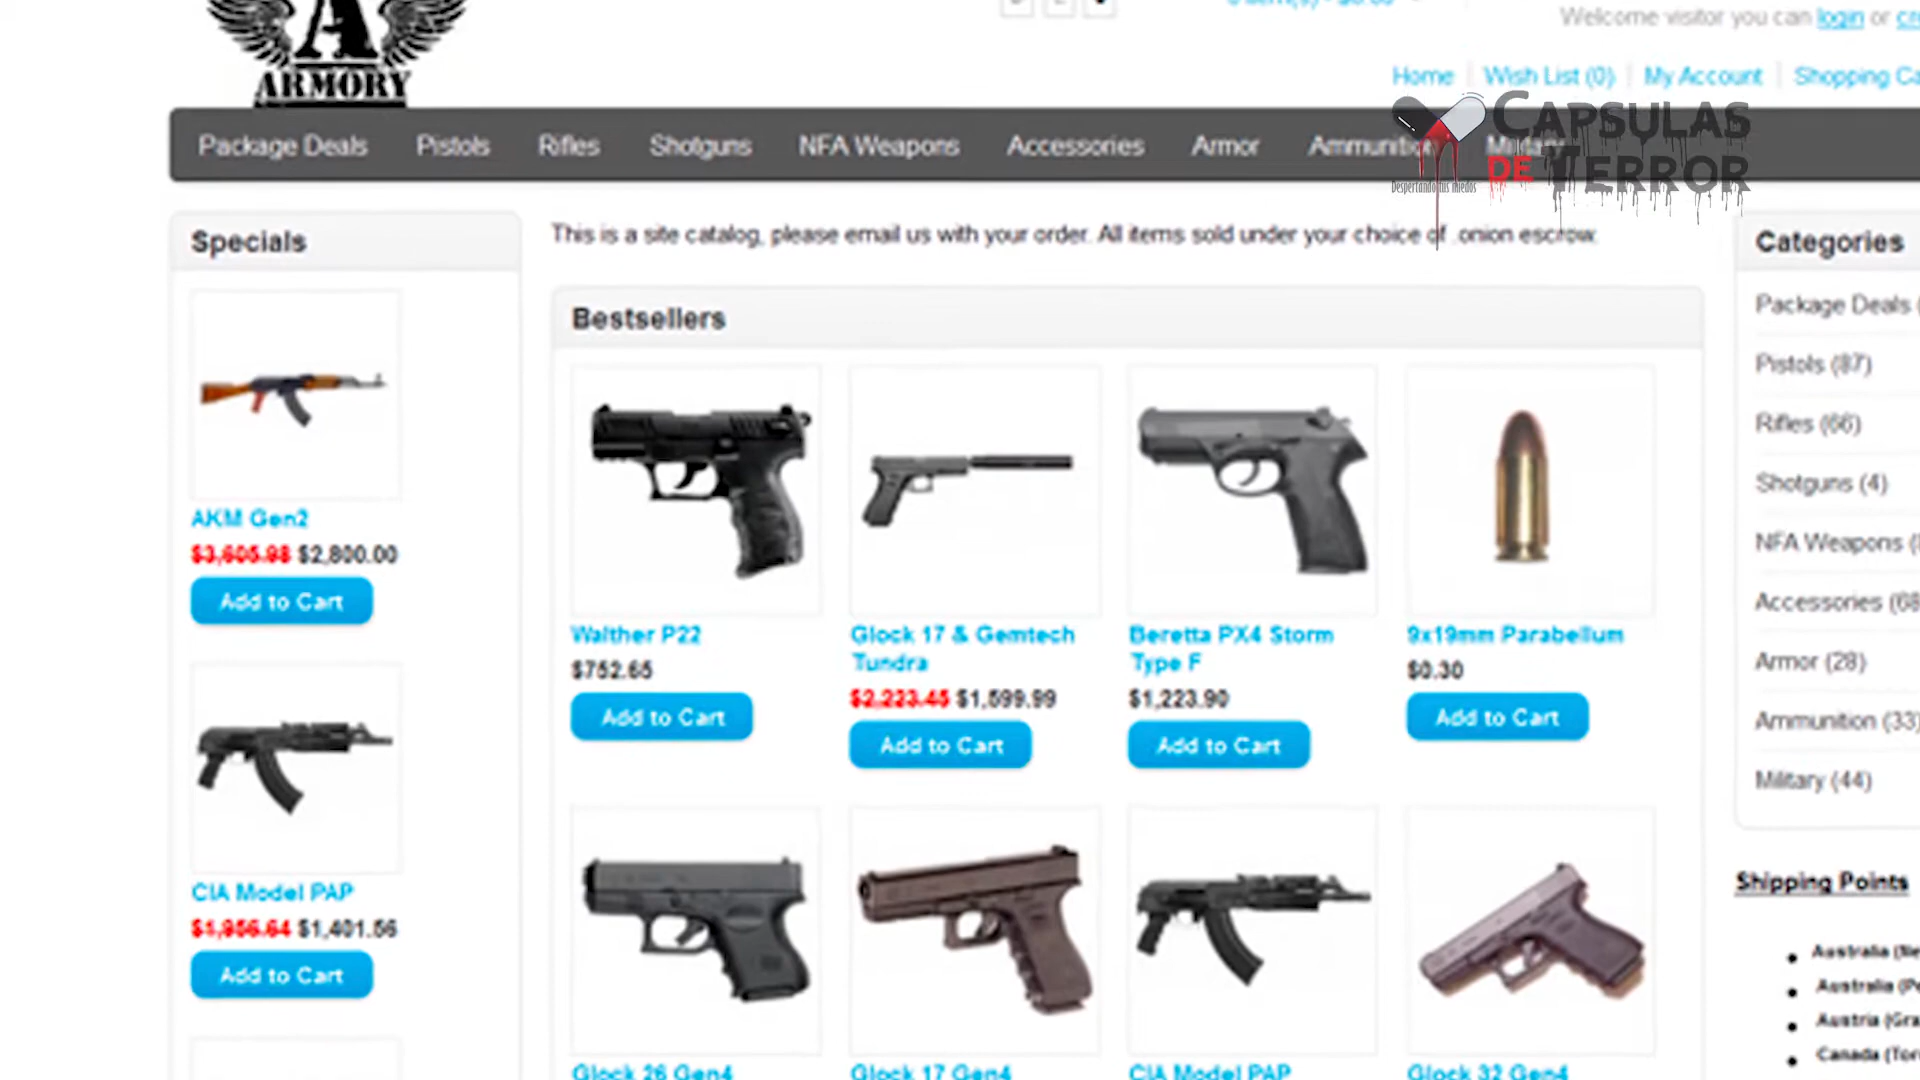 A
ARMORY
Welcome visitor you can login or
Home
Wish List (0)
My Account
Shopping
CAPSULAS
DE TERROR
Despertando tus miedos
Package Deals
Pistols
Rifles
Shotguns
NFA Weapons
Accessories
Armor
Specials
This is a site catalog, please email us with your order. All items sold under your choice of .onion escrow.
Categories
Package Deals
Pistols (87)
Rifles (66)
Shotguns (4)
NFA Weapons
Accessories
Armor (28)
Ammunition (33)
Military (44)
Bestsellers
AKM Gen2
$3,605.98 $2,800.00
Add to Cart
Walther P22
$752.65
Add to Cart
Glock 17 & Gemtech
Tundra
$2,223.45 $1,599.99
Add to Cart
Beretta PX4 Storm
Type F
$1,223.90
Add to Cart
9x19mm Parabellum
$0.30
Add to Cart
CIA Model PAP
$1,956.64 $1,401.56
Add to Cart
Shipping Points
Australia
Australia
Austria
Canada
Glock 26 Gen4
Glock 17 Gen4
CIA Model PAP
Glock 32 Gen4